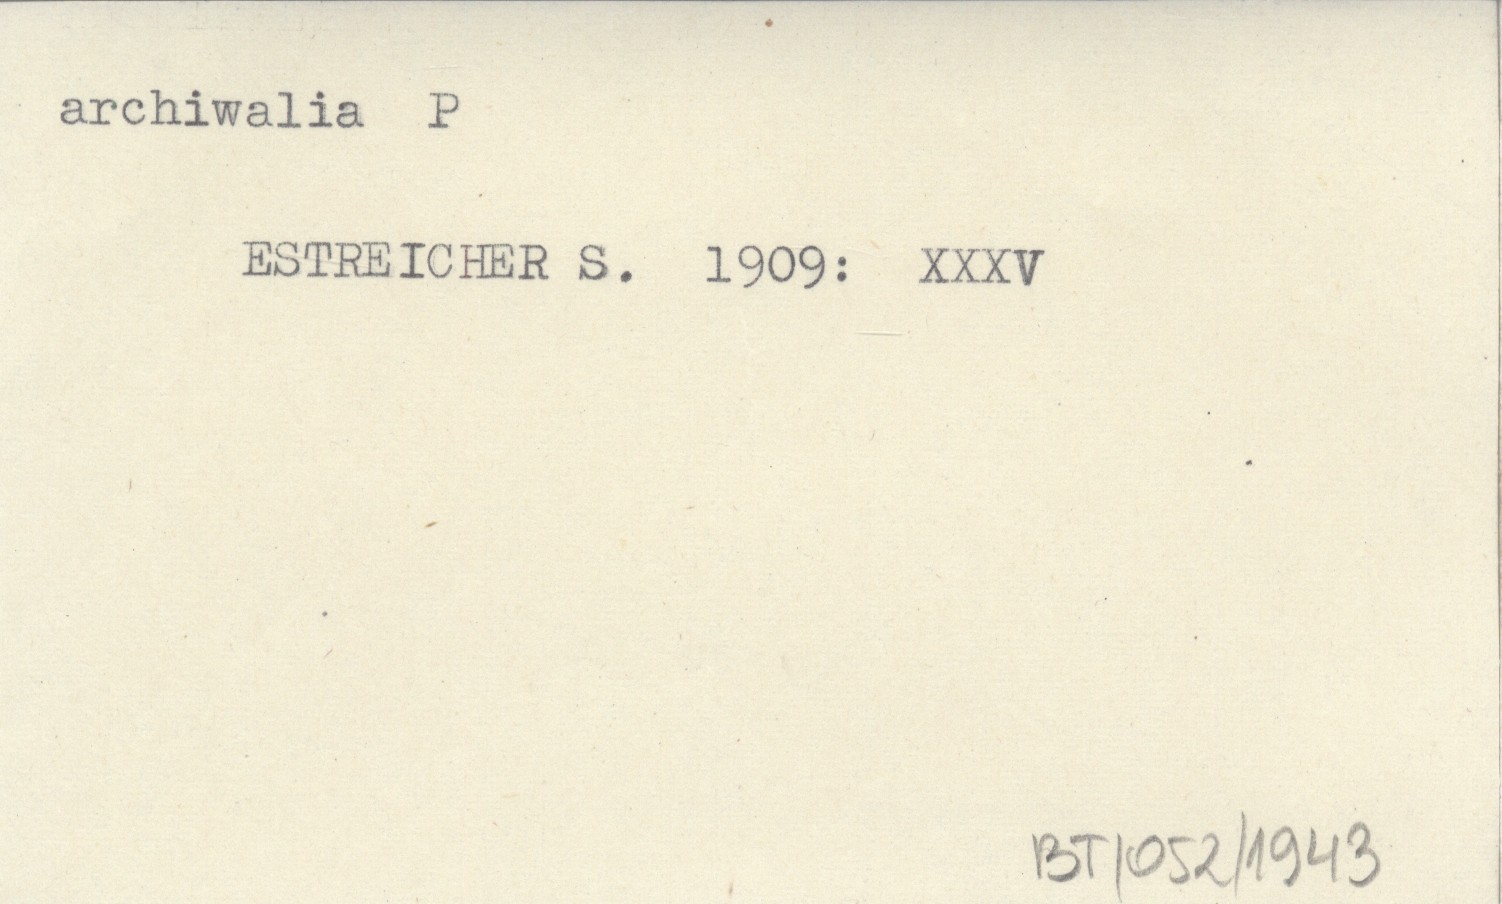 archiwalia P
ESTREICHER S. 1909: XXXV
BT/052/1943